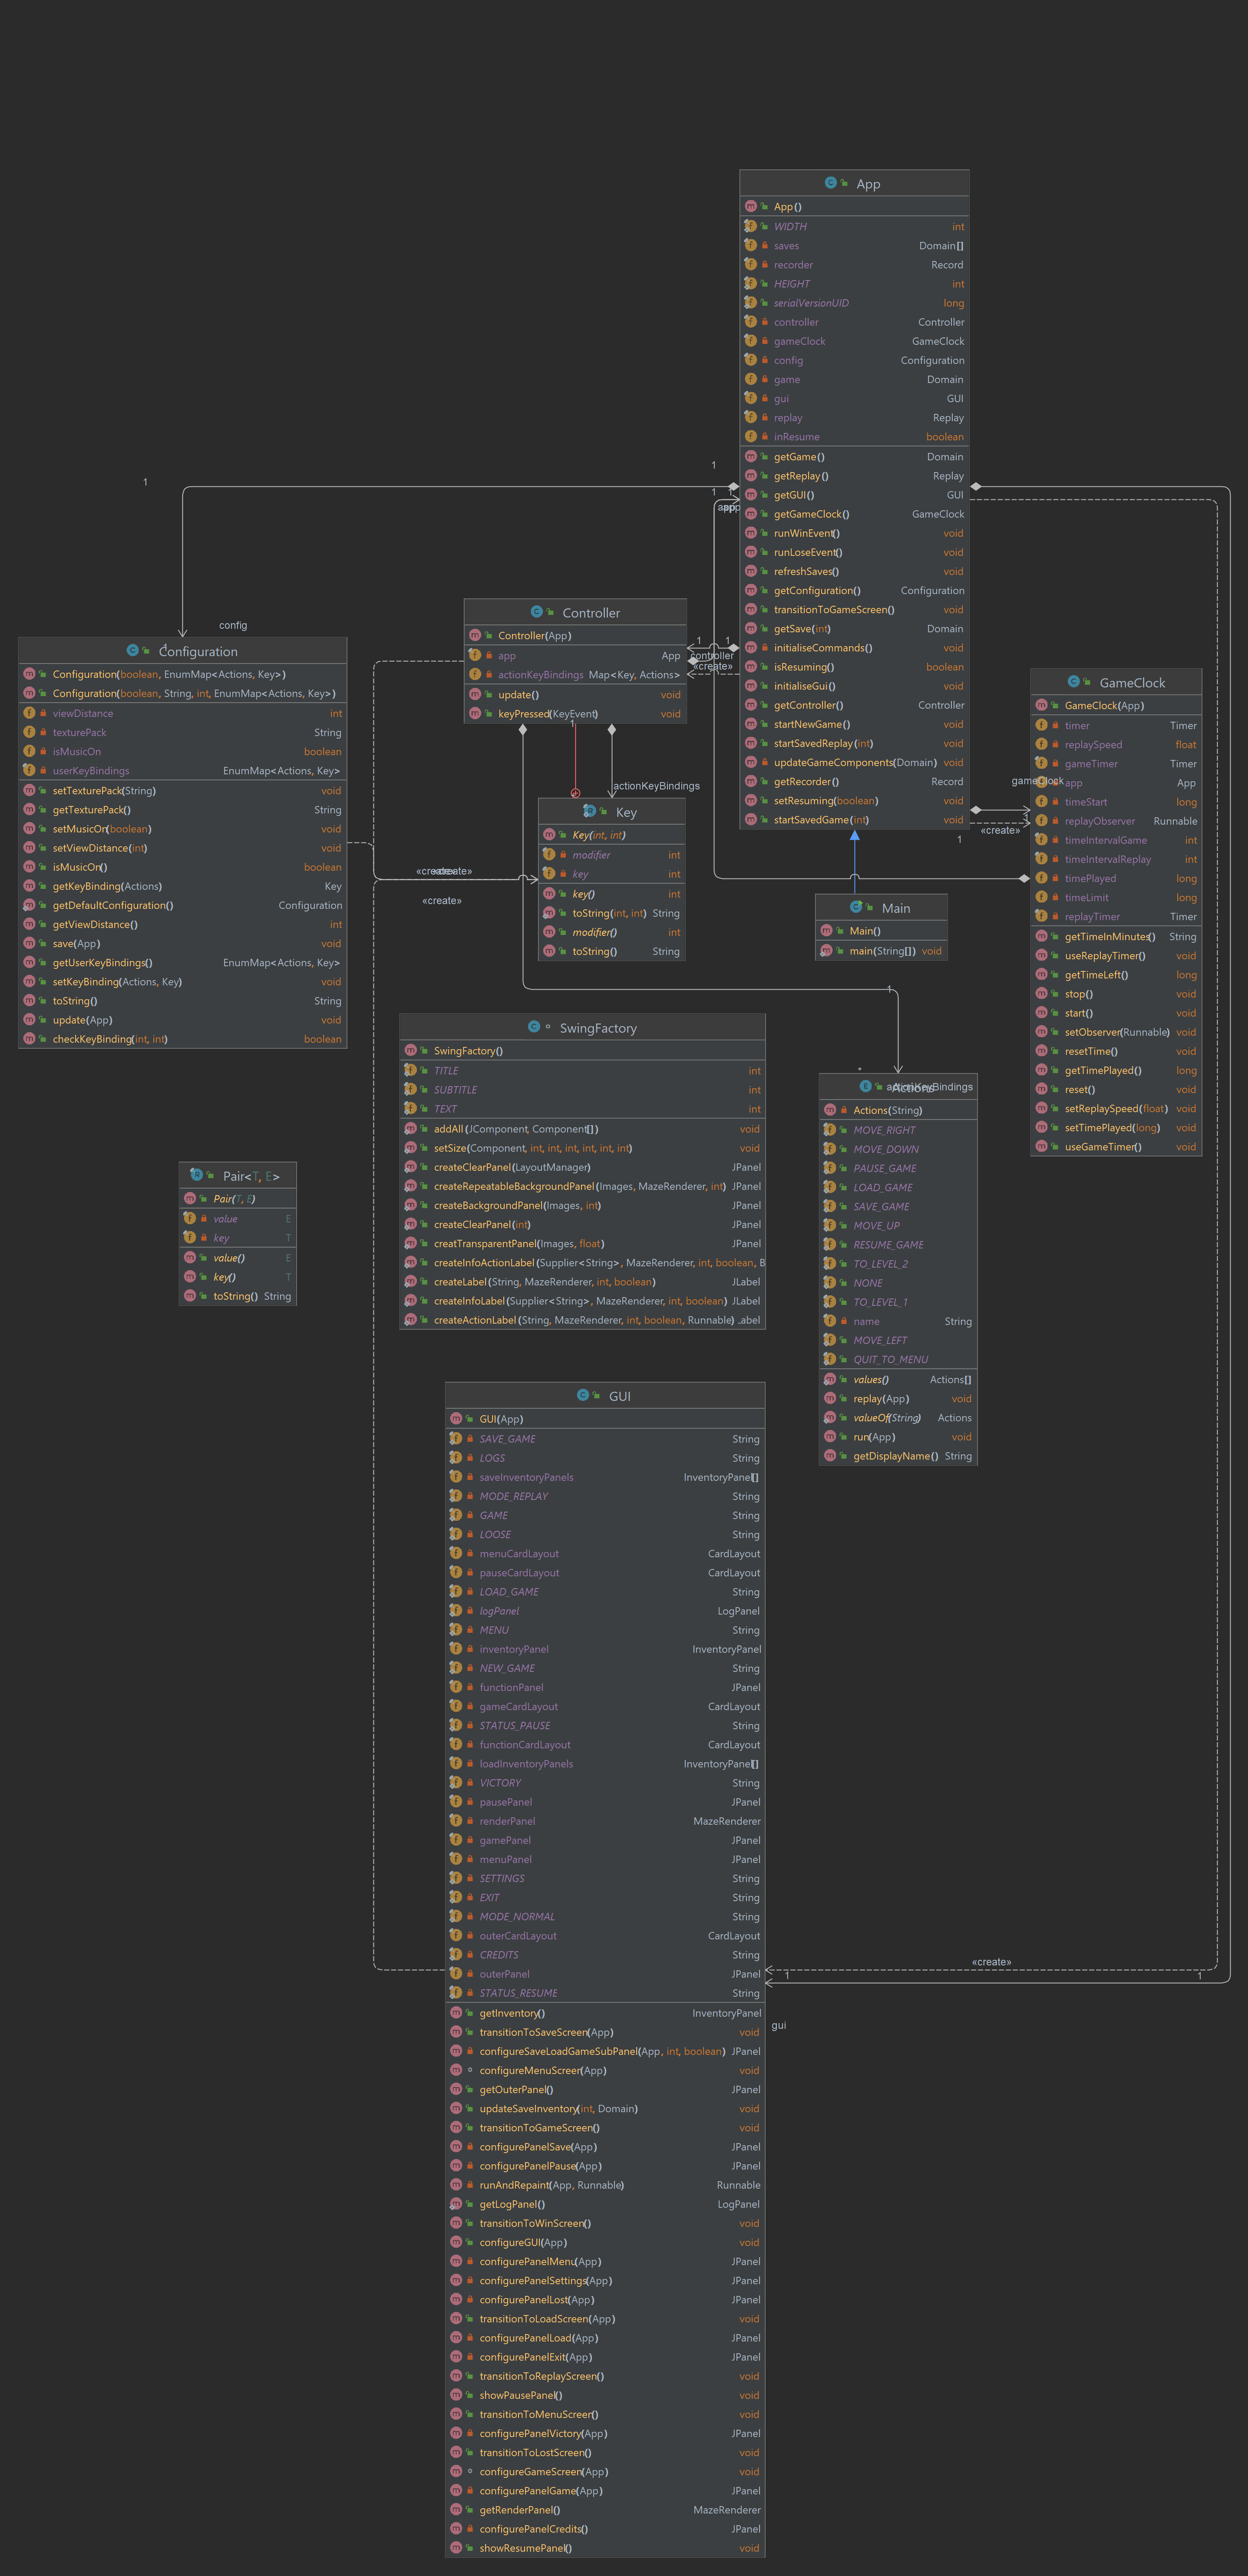 App
App()
WIDTH int
saves Domain[]
recorder Record
HEIGHT int
serialVersionUID long
controller Controller
gameClock GameClock
config Configuration
game Domain
gui GUI
replay Replay
inResume boolean
getGame() Domain
getReplay() Replay
getGUI() GUI
getGameClock() GameClock
runWinEvent() void
runLoseEvent() void
refreshSaves() void
getConfiguration() Configuration
transitionToGameScreen() void
getSave(int) Domain
initialiseCommands() void
isResuming() boolean
initialiseGui() void
getController() Controller
startNewGame() void
startSavedReplay(int) void
updateGameComponents(Domain) void
getRecorder() Record
setResuming(boolean) void
startSavedGame(int) void
1
1
config
1
1
app
1
1
controller
«create»
Controller
Controller(App)
app App
actionKeyBindings Map<Key, Actions>
update() void
keyPressed(KeyEvent) void
1
actionKeyBindings
Configuration
Configuration(boolean, EnumMap<Actions, Key>)
Configuration(boolean, String, int, EnumMap<Actions, Key>)
viewDistance int
texturePack String
isMusicOn boolean
userKeyBindings EnumMap<Actions, Key>
setTexturePack(String) void
getTexturePack() String
setMusicOn(boolean) void
setViewDistance(int) void
isMusicOn() boolean
getKeyBinding(Actions) Key
getDefaultConfiguration() Configuration
getViewDistance() int
save(App) void
getUserKeyBindings() EnumMap<Actions, Key>
setKeyBinding(Actions, Key) void
toString() String
update(App) void
checkKeyBinding(int, int) boolean
GameClock
GameClock(App)
timer Timer
replaySpeed float
gameTimer Timer
app App
timeStart long
replayObserver Runnable
timeIntervalGame int
timeIntervalReplay int
timePlayed long
timeLimit long
replayTimer Timer
getTimeInMinutes() String
useReplayTimer() void
getTimeLeft() long
stop() void
start() void
setObserver(Runnable) void
resetTime() void
getTimePlayed() long
reset() void
setReplaySpeed(float) void
setTimePlayed(long) void
useGameTimer() void
gameClock
«create»
1
Key
Key(int, int)
modifier int
key int
key() int
toString(int, int) String
modifier() int
toString() String
«create»
«create»
Main
Main()
main(String[]) void
1
SwingFactory
SwingFactory()
TITLE int
SUBTITLE int
TEXT int
addAll(JComponent, Component[]) void
setSize(Component, int, int, int, int, int, int) void
createClearPanel(LayoutManager) JPanel
createRepeatableBackgroundPanel(Images, MazeRenderer, int) JPanel
createBackgroundPanel(Images, int) JPanel
createClearPanel(int) JPanel
creatTransparentPanel(Images, float) JPanel
createInfoActionLabel(Supplier<String>, MazeRenderer, int, boolean, B
createLabel(String, MazeRenderer, int, boolean) JLabel
createInfoLabel(Supplier<String>, MazeRenderer, int, boolean) JLabel
createActionLabel(String, MazeRenderer, int, boolean, Runnable) .abel
*
Actions
actionKeyBindings
Actions(String)
MOVE_RIGHT
MOVE_DOWN
PAUSE_GAME
LOAD_GAME
SAVE_GAME
MOVE_UP
RESUME_GAME
TO_LEVEL_2
NONE
TO_LEVEL_1
name String
MOVE_LEFT
QUIT_TO_MENU
values() Actions[]
replay(App) void
valueOf(String) Actions
run(App) void
getDisplayName() String
Pair<T, E>
Pair(T, E)
value E
key T
value() E
key() T
toString() String
GUI
GUI(App)
SAVE_GAME String
LOGS String
saveInventoryPanels InventoryPanel[]
MODE_REPLAY String
GAME String
LOOSE String
menuCardLayout CardLayout
pauseCardLayout CardLayout
LOAD_GAME String
logPanel LogPanel
MENU String
inventoryPanel InventoryPanel
NEW_GAME String
functionPanel JPanel
gameCardLayout CardLayout
STATUS_PAUSE String
functionCardLayout CardLayout
loadInventoryPanels InventoryPanel[]
VICTORY String
pausePanel JPanel
renderPanel MazeRenderer
gamePanel JPanel
menuPanel JPanel
SETTINGS String
EXIT String
MODE_NORMAL String
outerCardLayout CardLayout
CREDITS String
outerPanel JPanel
STATUS_RESUME String
getInventory() InventoryPanel
transitionToSaveScreen(App) void
configureSaveLoadGameSubPanel(App, int, boolean) JPanel
configureMenuScreen(App) void
getOuterPanel() JPanel
updateSaveInventory(int, Domain) void
transitionToGameScreen() void
configurePanelSave(App) JPanel
configurePanelPause(App) JPanel
runAndRepaint(App, Runnable) Runnable
getLogPanel() LogPanel
transitionToWinScreen() void
configureGUI(App) void
configurePanelMenu(App) JPanel
configurePanelSettings(App) JPanel
configurePanelLost(App) JPanel
transitionToLoadScreen(App) void
configurePanelLoad(App) JPanel
configurePanelExit(App) JPanel
transitionToReplayScreen() void
showPausePanel() void
transitionToMenuScreen() void
configurePanelVictory(App) JPanel
transitionToLostScreen() void
configureGameScreen(App) void
configurePanelGame(App) JPanel
getRenderPanel() MazeRenderer
configurePanelCredits() JPanel
showResumePanel() void
«create»
1
1
gui